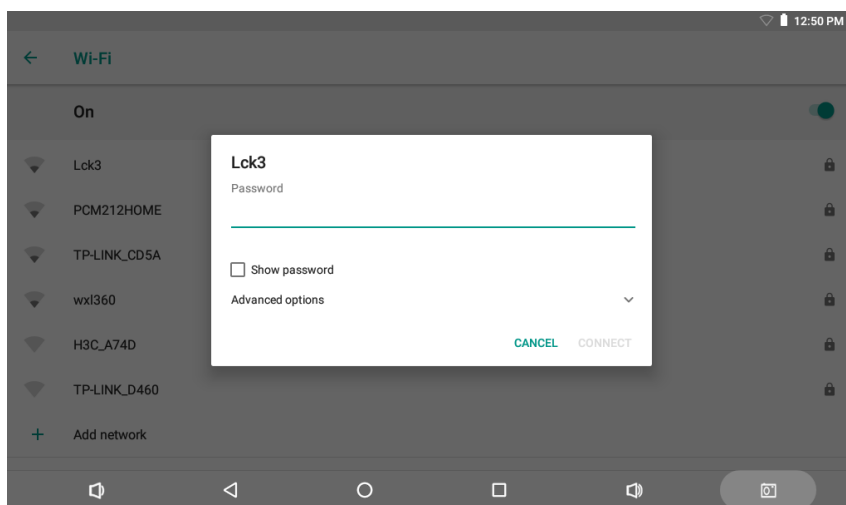 12:50 PM
Wi-Fi
On
Lck3
PCM212HOME
TP-LINK_CD5A
wxl360
H3C_A74D
TP-LINK_D460
Add network
Lck3
Password
Show password
Advanced options
CANCEL CONNECT